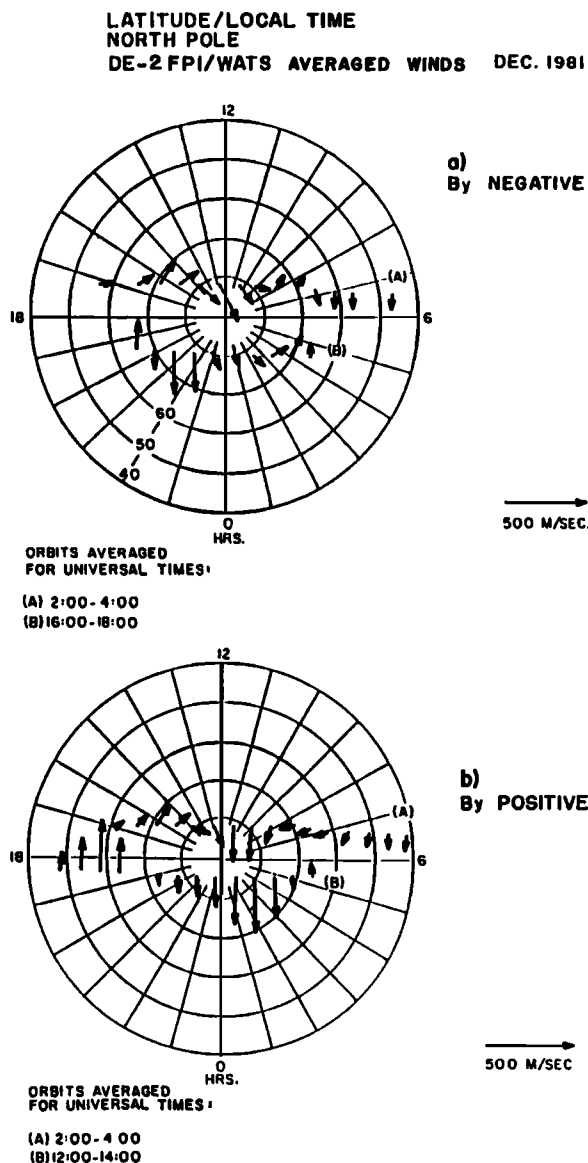 LATITUDE/LOCAL TIME
NORTH POLE
DE-2 FPI/WATS AVERAGED WINDS DEC. 1981
12
a)
By NEGATIVE
(A)
18
6
(B)
60
50
40
0
HRS.
500 M/SEC.
ORBITS AVERAGED
FOR UNIVERSAL TIMES:
(A) 2:00-4:00
(B) 16:00-18:00
12
b)
By POSITIVE
(A)
18
6
(B)
0
HRS.
500 M/SEC
ORBITS AVERAGED
FOR UNIVERSAL TIMES:
(A) 2:00-4 00
(B) 12:00-14:00